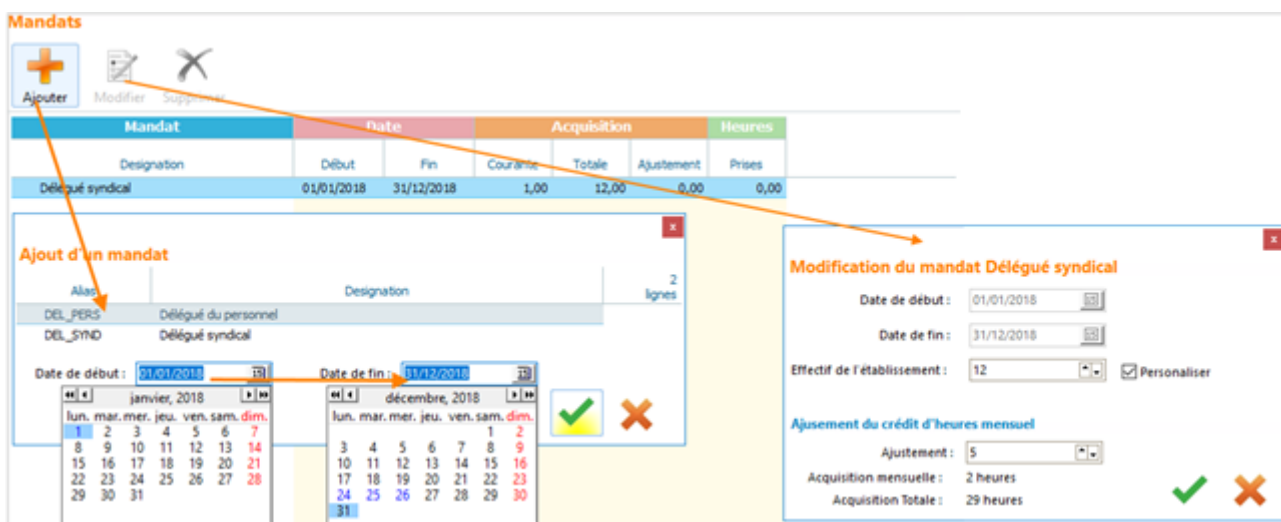 Mandats
Ajouter Modifier Supprimer
Mandat Date Acquisition Heures
Designation Début Fin Courante Totale Ajustement Prises
Délégué syndical 01/01/2018 31/12/2018 1,00 12,00 0,00 0,00
x
Ajout d'un mandat
Alias Designation 2 lignes
DEL_PERS Délégué du personnel
DEL_SYND Délégué syndical
Date de début : 01/01/2018 Date de fin : 31/12/2018
janvier, 2018
lun. mar. mer. jeu. ven. sam. dim.
1 2 3 4 5 6 7
8 9 10 11 12 13 14
15 16 17 18 19 20 21
22 23 24 25 26 27 28
29 30 31
décembre, 2018
lun. mar. mer. jeu. ven. sam. dim.
1 2
3 4 5 6 7 8 9
10 11 12 13 14 15 16
17 18 19 20 21 22 23
24 25 26 27 28 29 30
31
x
Modification du mandat Délégué syndical
Date de début : 01/01/2018
Date de fin : 31/12/2018
Effectif de l'établissement : 12 Personaliser
Ajusement du crédit d'heures mensuel
Ajustement : 5
Acquisition mensuelle : 2 heures
Acquisition Totale : 29 heures